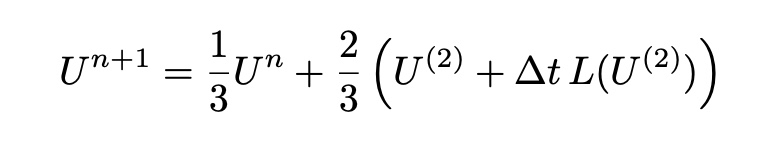 $U^{n+1} = \frac{1}{3} U^n + \frac{2}{3} \left( U^{(2)} + \Delta t \, L(U^{(2)}) \right)$